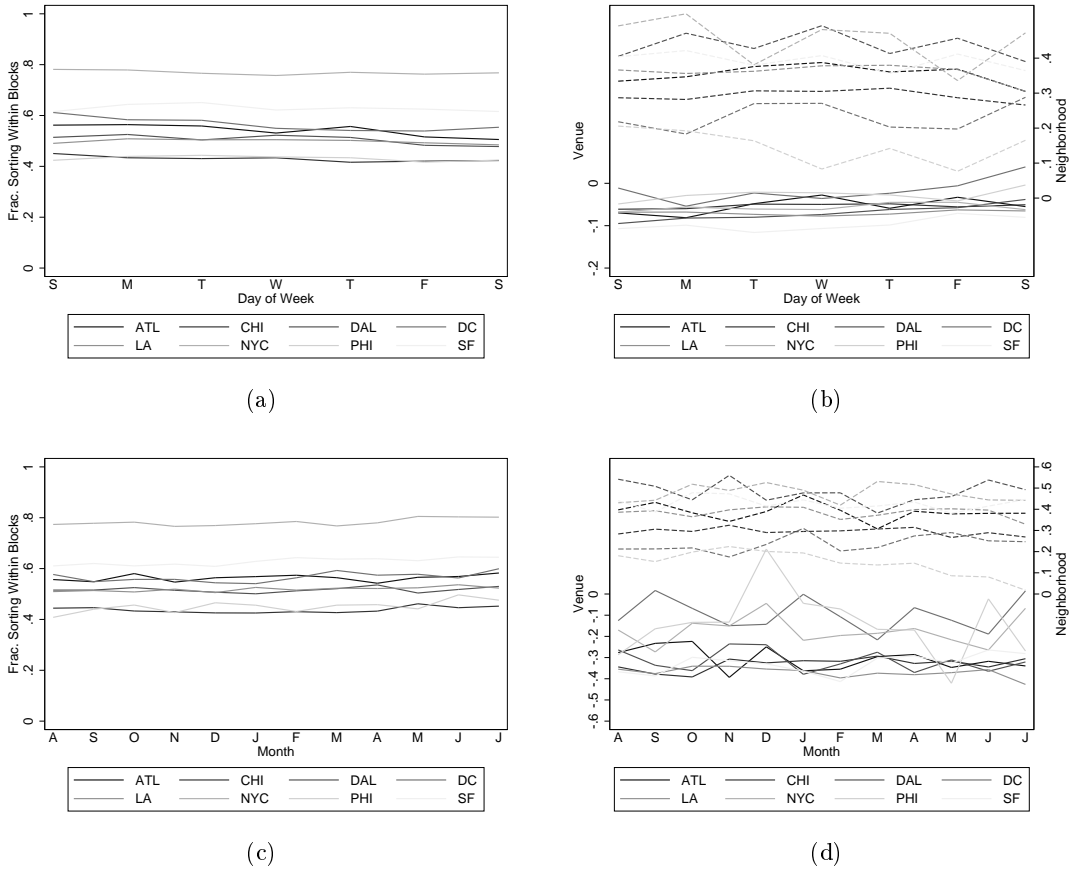 Frac. Sorting Within Blocks
1
.8
.6
.4
.2
0
S M T W T F S
Day of Week
ATL CHI DAL DC
LA NYC PHI SF
(a)
Venue
0
-.1
-.2
Neighborhood
.4
.3
.2
.1
0
S M T W T F S
Day of Week
ATL CHI DAL DC
LA NYC PHI SF
(b)
Frac. Sorting Within Blocks
1
.8
.6
.4
.2
0
A S O N D J F M A M J J
Month
ATL CHI DAL DC
LA NYC PHI SF
(c)
Venue
0
-.1
-.2
-.3
-.4
-.5
-.6
Neighborhood
.6
.5
.4
.3
.2
.1
0
A S O N D J F M A M J J
Month
ATL CHI DAL DC
LA NYC PHI SF
(d)